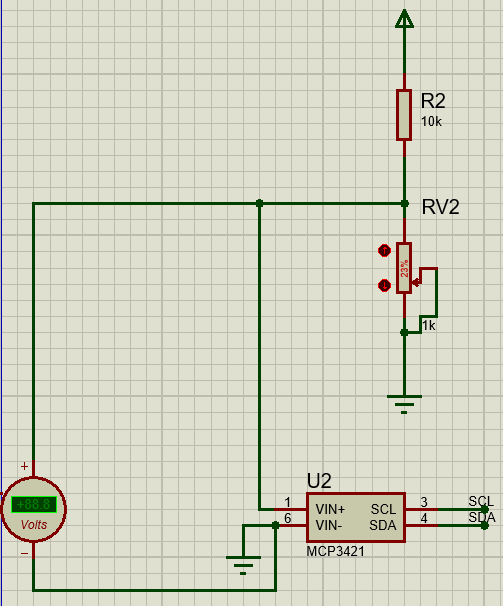 R2
10k
RV2
23%
1k
+
+88.8
Volts
−
U2
1 VIN+ SCL 3 SCL
6 VIN- SDA 4 SDA
MCP3421